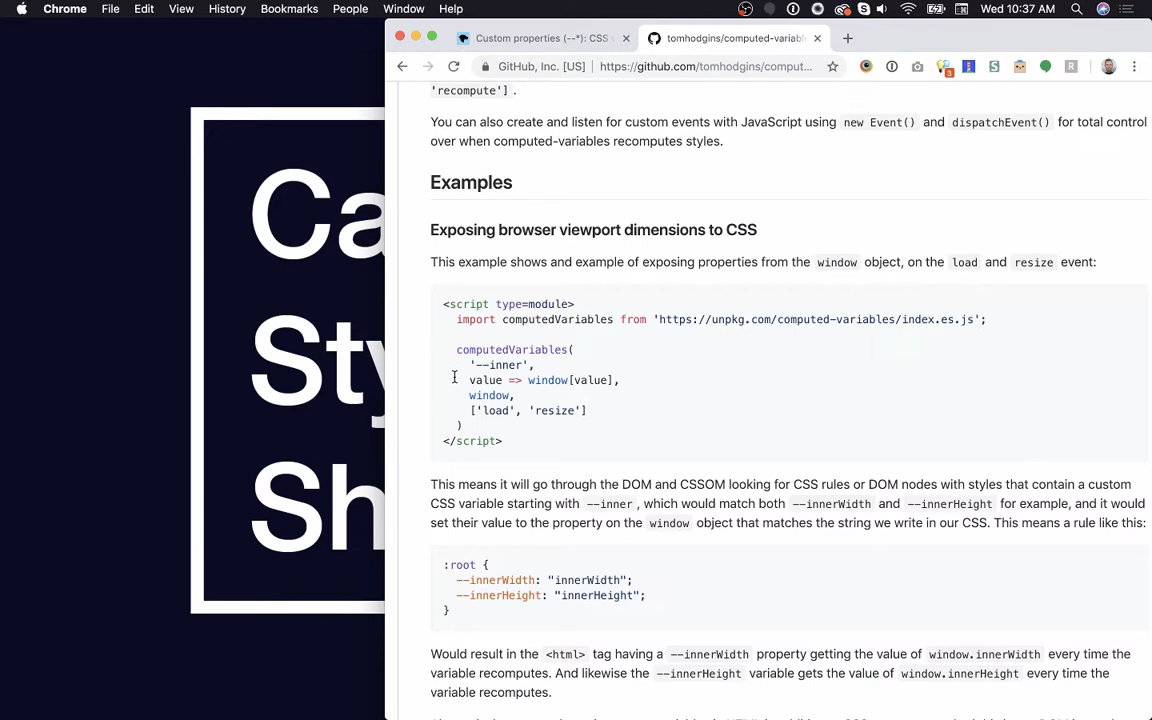 Chrome File Edit View History Bookmarks People Window Help Wed 10:37 AM
Custom properties (--*): CSS tomhodgins/computed-variabl
GitHub, Inc. [US] https://github.com/tomhodgins/comput...
3
R
'recompute'] .
You can also create and listen for custom events with JavaScript using new Event() and dispatchEvent() for total control
over when computed-variables recomputes styles.
Examples
Exposing browser viewport dimensions to CSS
This example shows and example of exposing properties from the window object, on the load and resize event:
<script type=module>
import computedVariables from 'https://unpkg.com/computed-variables/index.es.js';
computedVariables(
'--inner',
value => window[value],
window,
['load', 'resize']
)
</script>
This means it will go through the DOM and CSSOM looking for CSS rules or DOM nodes with styles that contain a custom
CSS variable starting with --inner , which would match both --innerWidth and --innerHeight for example, and it would
set their value to the property on the window object that matches the string we write in our CSS. This means a rule like this:
:root {
--innerWidth: "innerWidth";
--innerHeight: "innerHeight";
}
Would result in the <html> tag having a --innerWidth property getting the value of window.innerWidth every time the
variable recomputes. And likewise the --innerHeight variable gets the value of window.innerHeight every time the
variable recomputes.
Ca
Sty
Sh